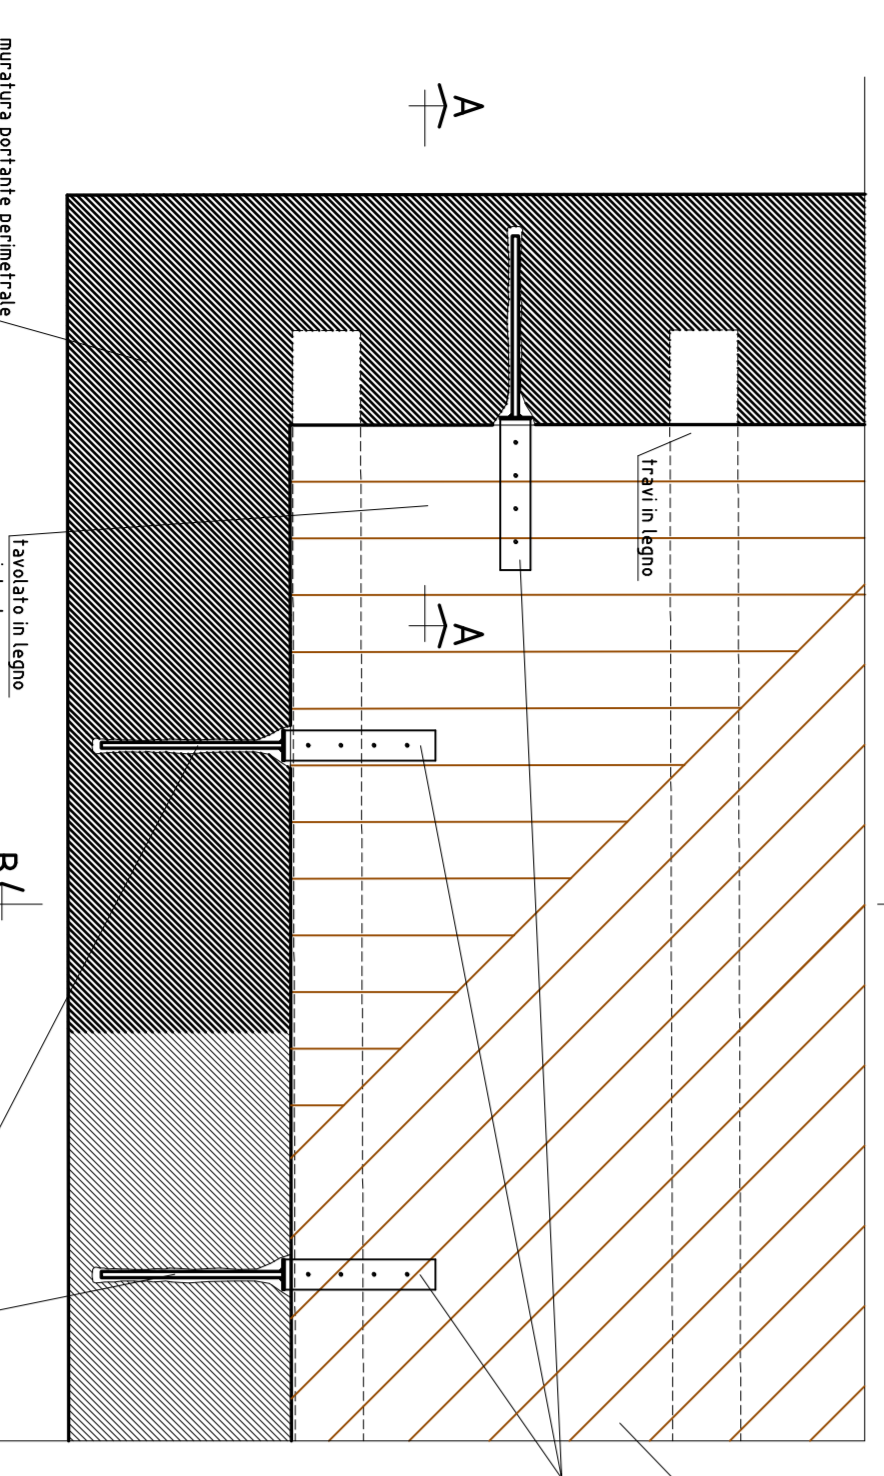 muratura portante perimetrale
A
travi in legno
A
tavolato in legno
B